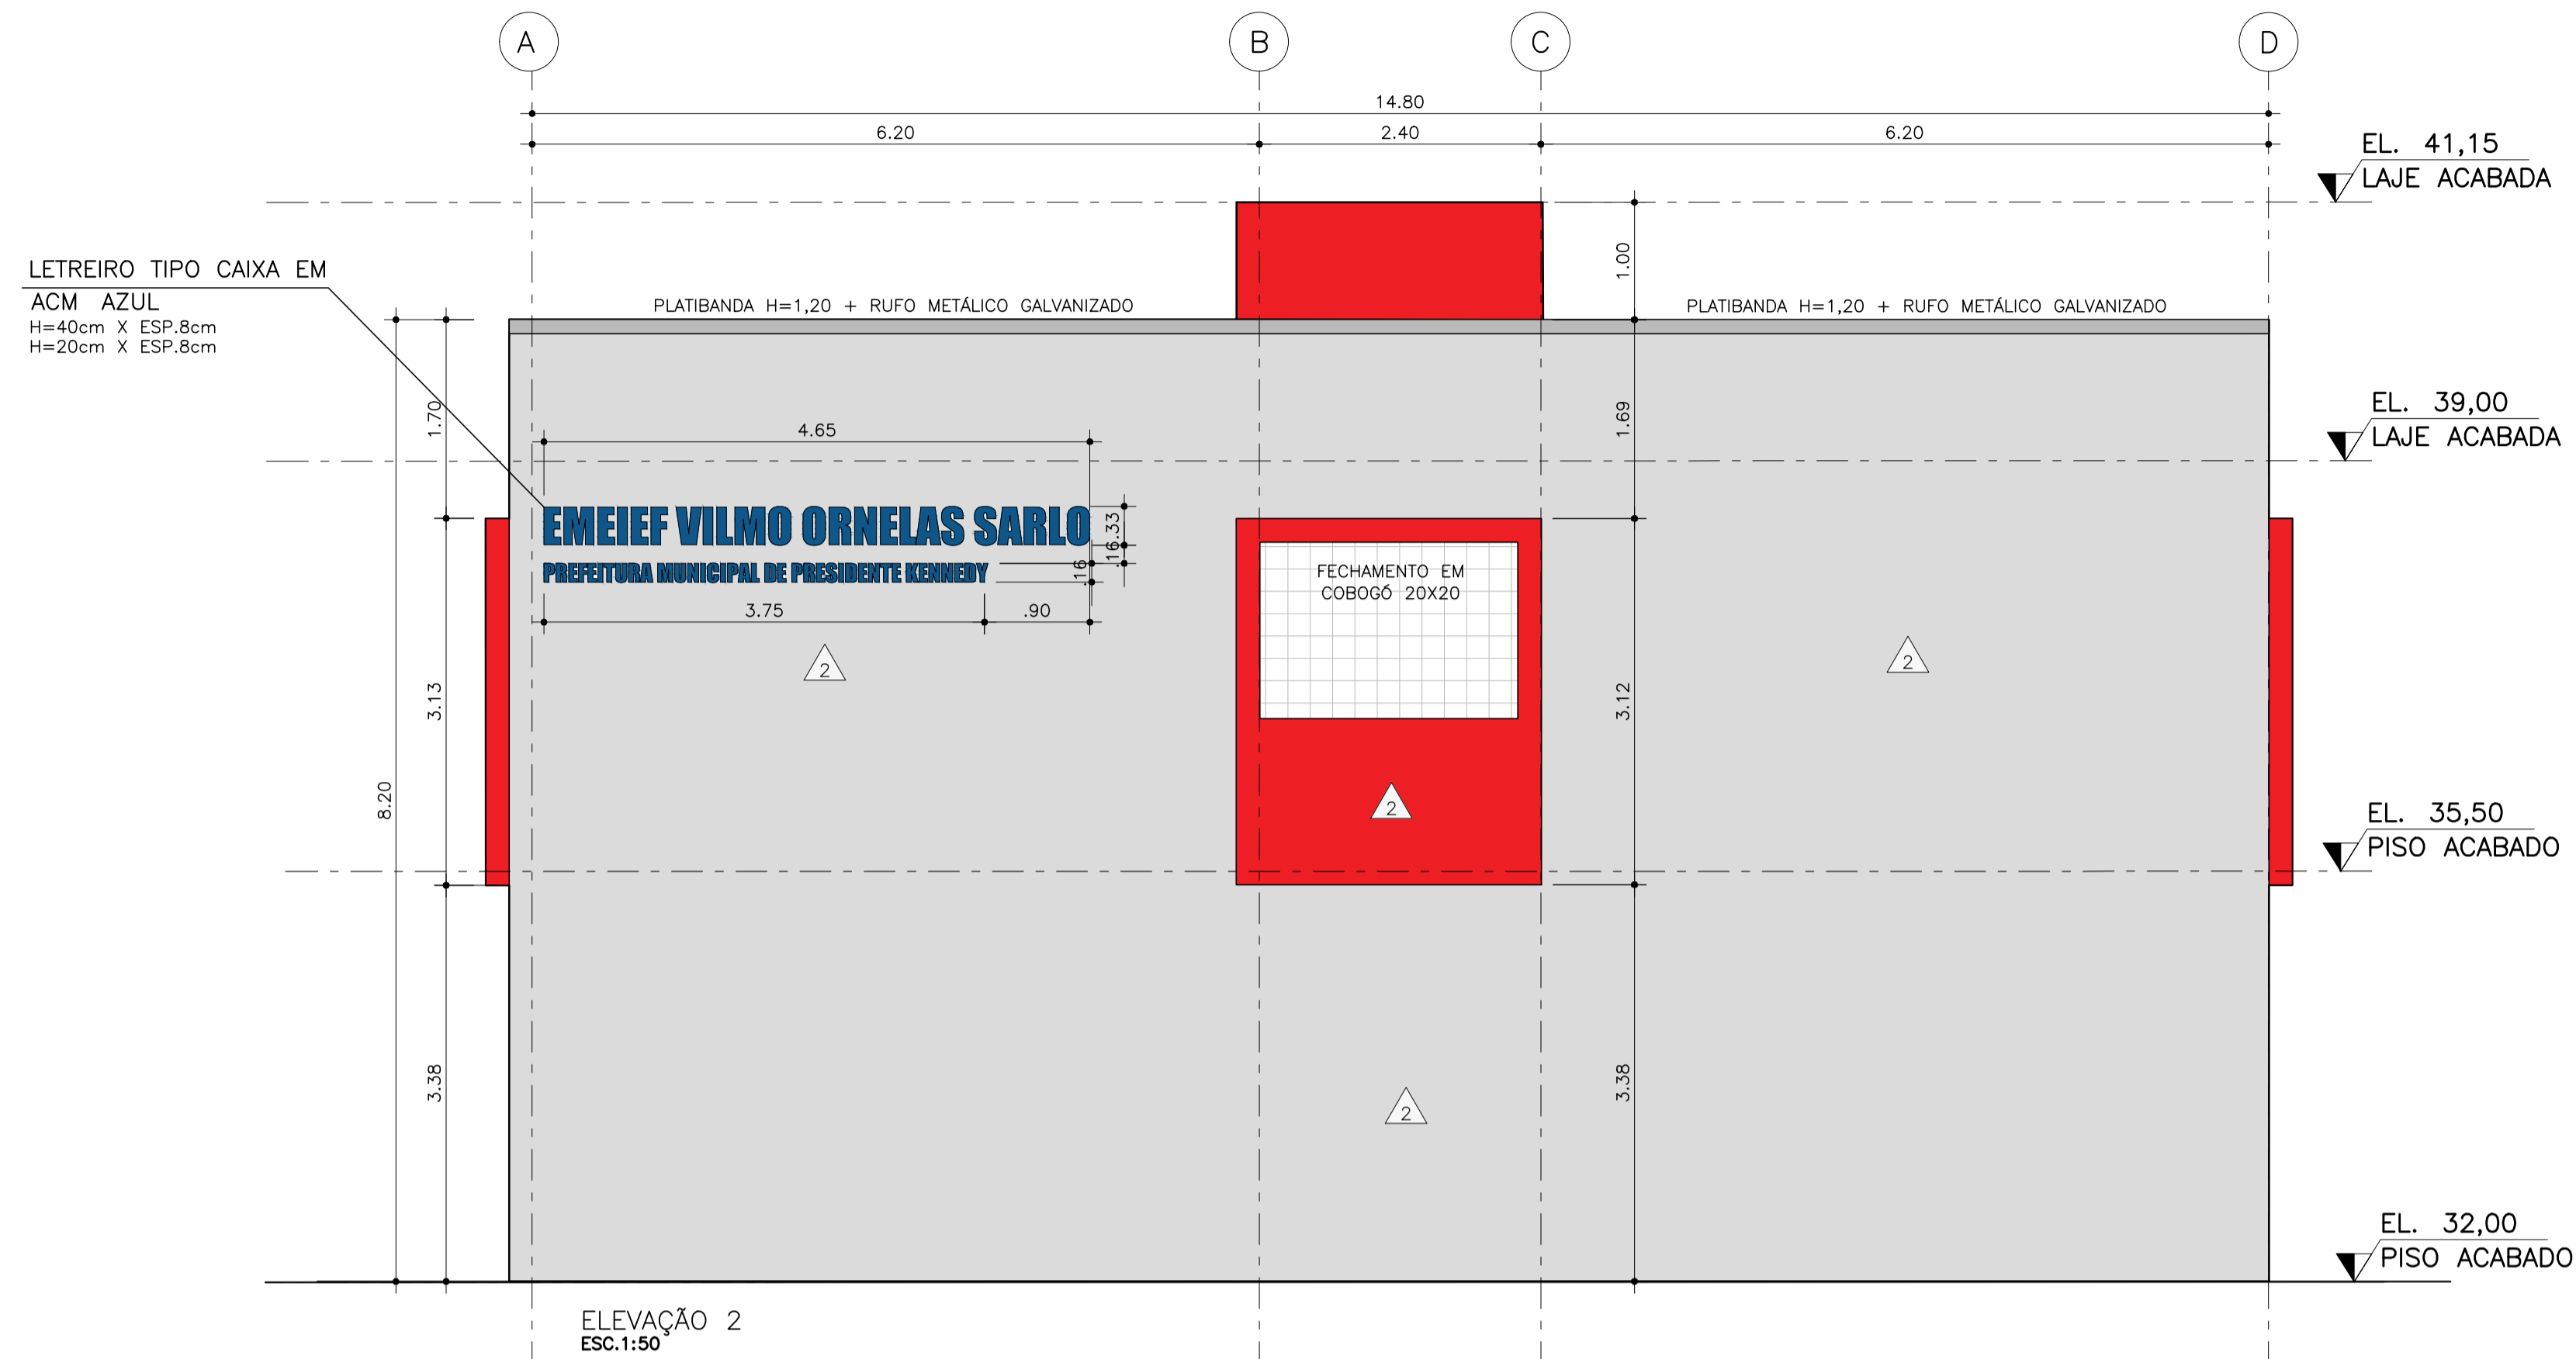 A
B
C
D
14.80
6.20
2.40
6.20
EL. 41,15
LAJE ACABADA
1.00
LETREIRO TIPO CAIXA EM
ACM AZUL
H=40cm X ESP.8cm
H=20cm X ESP.8cm
PLATIBANDA H=1,20 + RUFO METÁLICO GALVANIZADO
PLATIBANDA H=1,20 + RUFO METÁLICO GALVANIZADO
1.70
1.69
EL. 39,00
LAJE ACABADA
4.65
EMEIEF VILMO ORNELAS SARLO
.33
.16
PREFEITURA MUNICIPAL DE PRESIDENTE KENNEDY
.16
3.75
.90
FECHAMENTO EM
COBOGÓ 20X20
2
2
3.13
3.12
8.20
2
EL. 35,50
PISO ACABADO
3.38
3.38
2
EL. 32,00
PISO ACABADO
ELEVAÇÃO 2
ESC.1:50